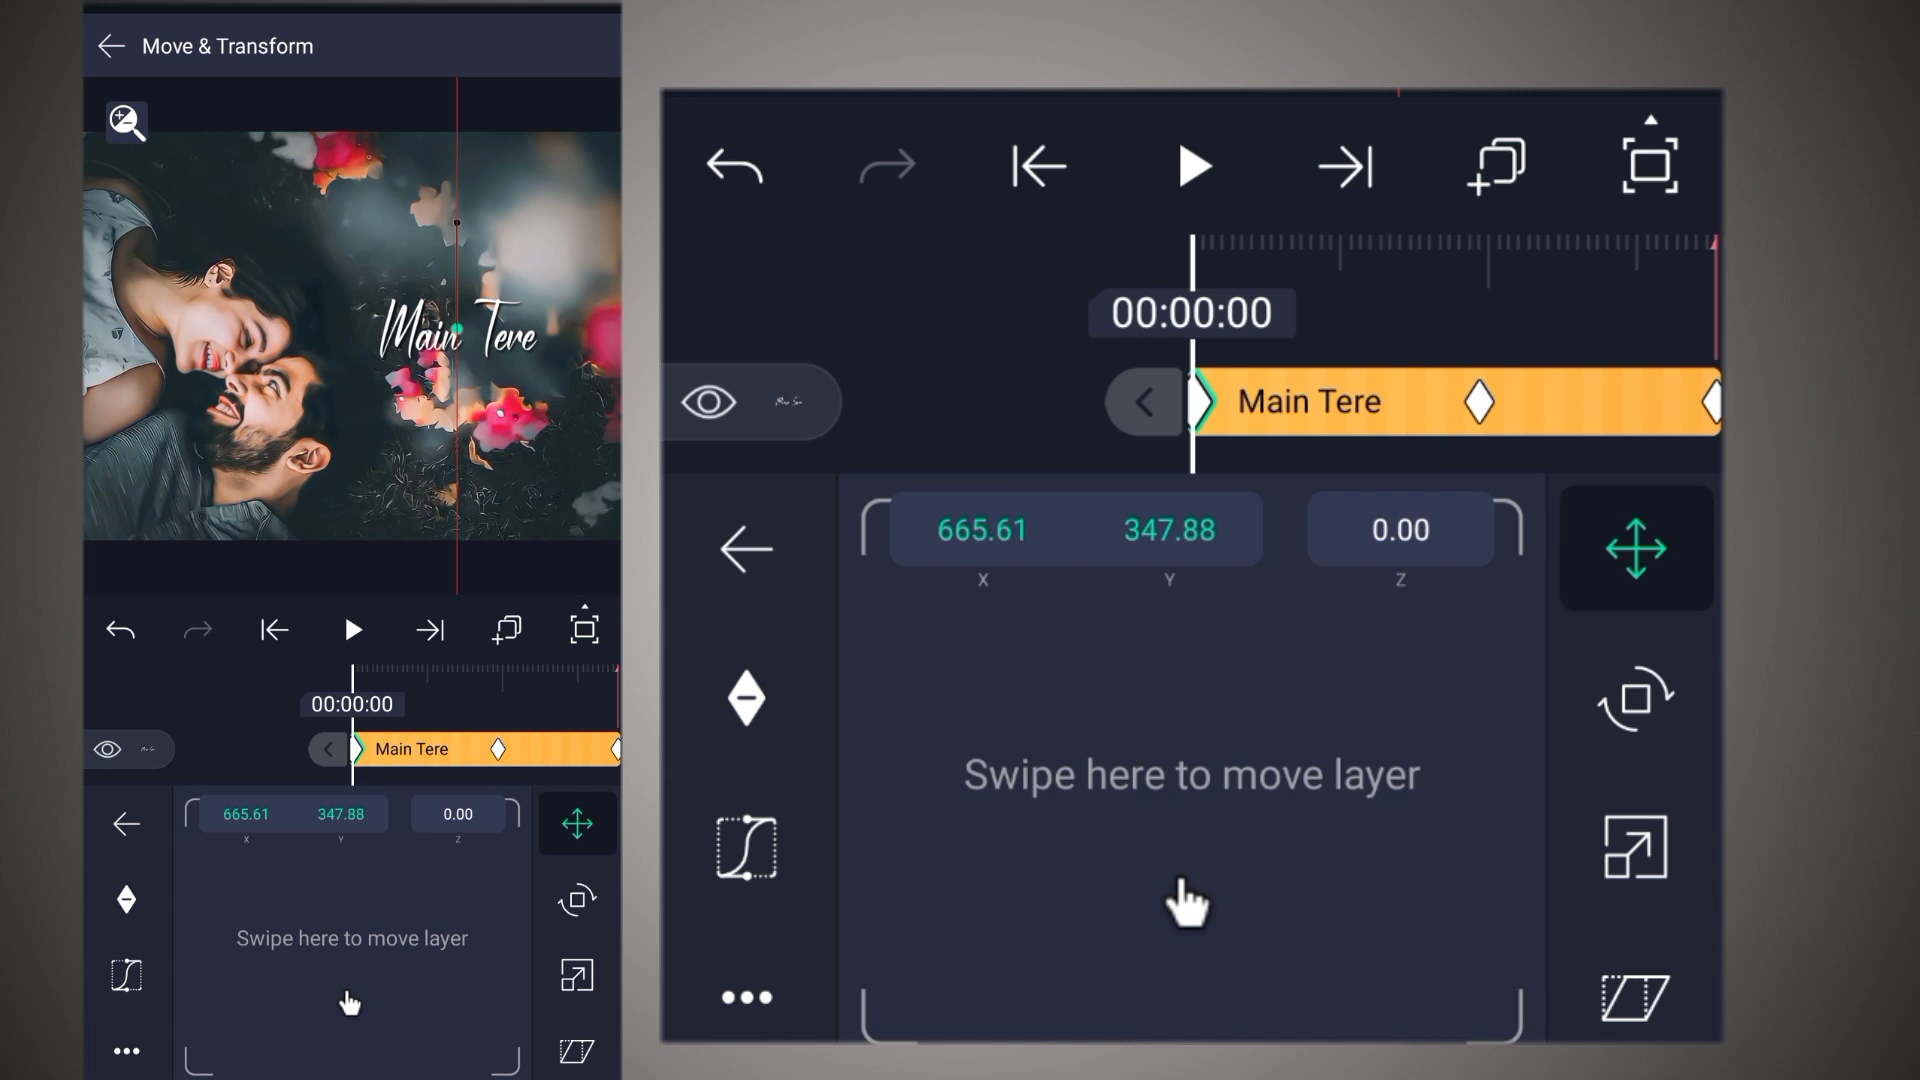 Move & Transform
Main Tere
00:00:00
Main Tere
665.61 347.88 0.00
X Y Z
Swipe here to move layer
00:00:00
Main Tere
665.61 347.88 0.00
X Y Z
Swipe here to move layer